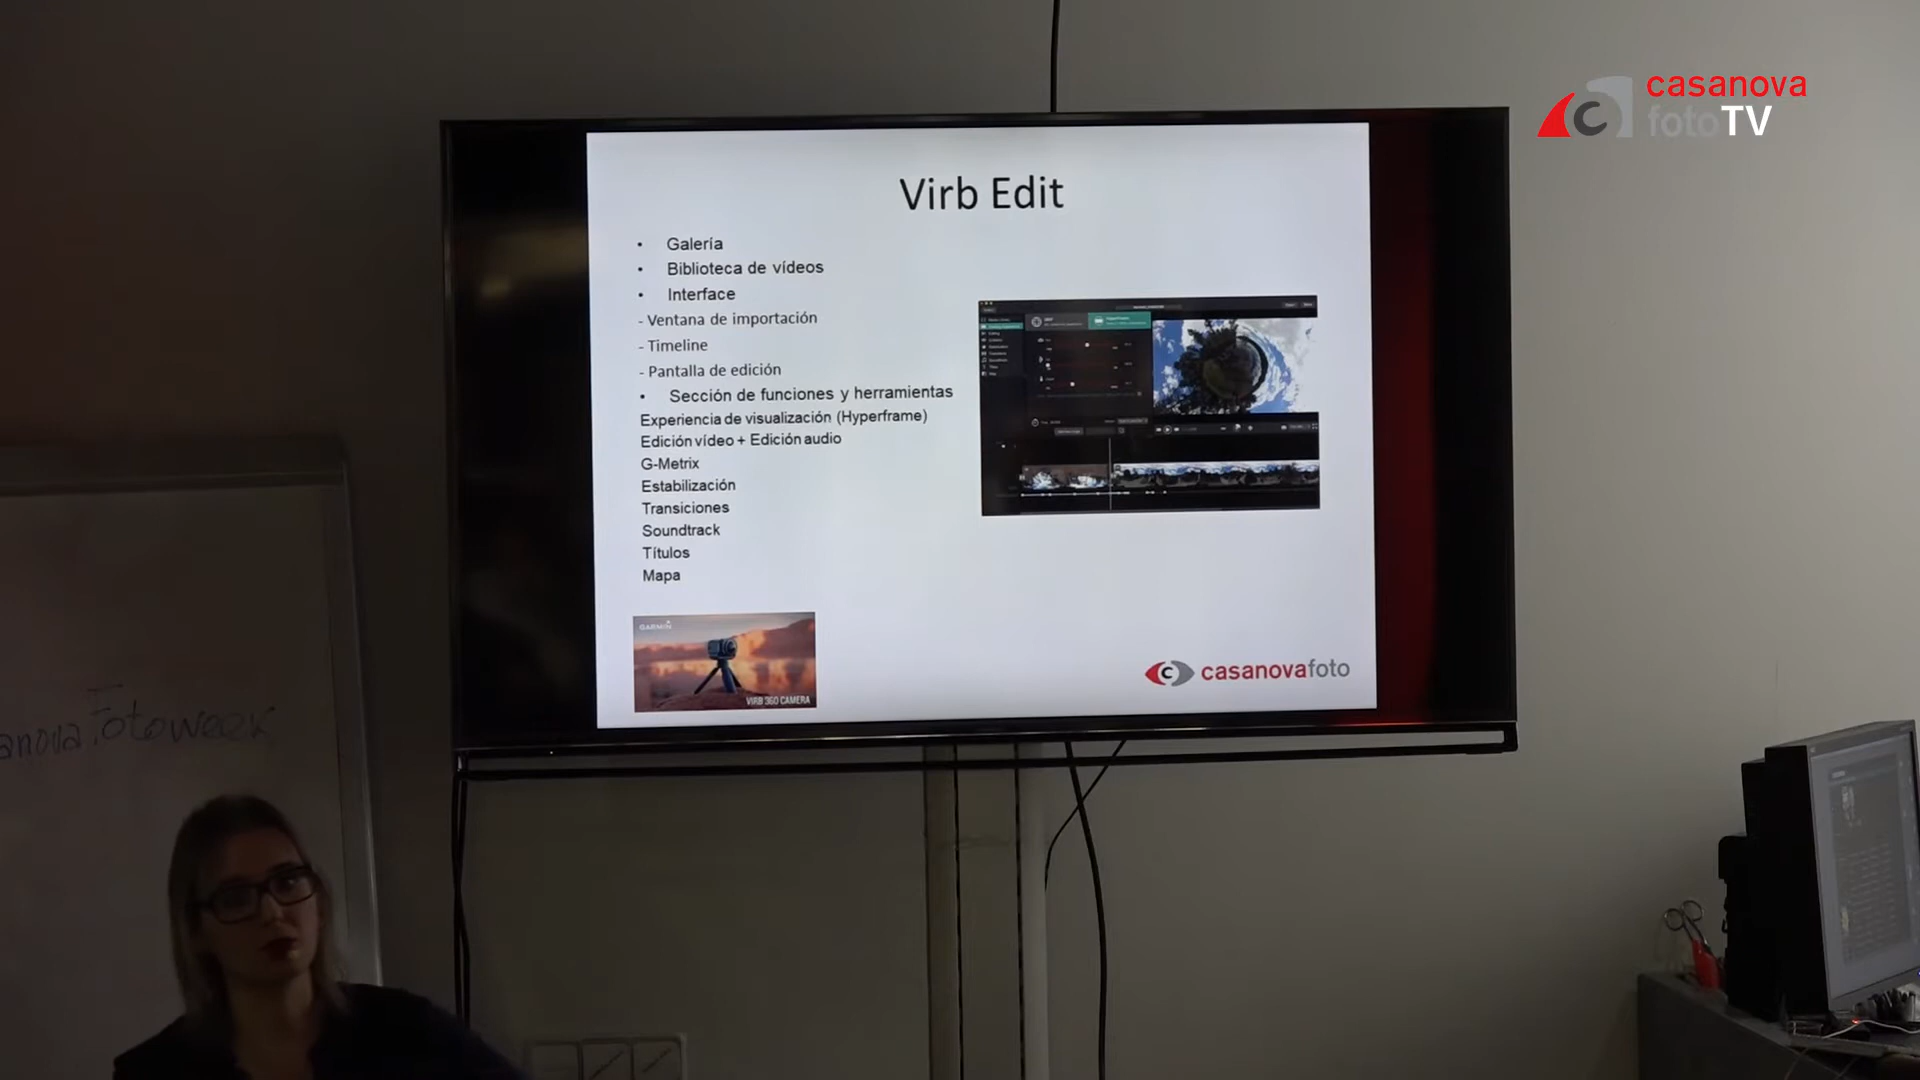 casanova
fotoTV
Virb Edit
• Galería
• Biblioteca de vídeos
• Interface
- Ventana de importación
- Timeline
- Pantalla de edición
• Sección de funciones y herramientas
Experiencia de visualización (Hyperframe)
Edición vídeo + Edición audio
G-Metrix
Estabilización
Transiciones
Soundtrack
Títulos
Mapa
GARMIN
VIRB 360 CAMERA
casanovafoto
anovaFotoweek